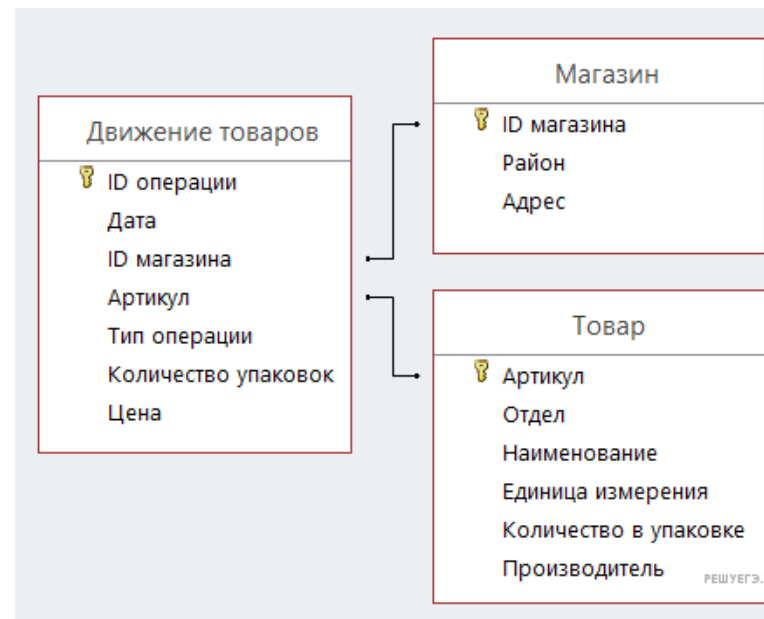 Движение товаров
ID операции
Дата
ID магазина
Артикул
Тип операции
Количество упаковок
Цена
Магазин
ID магазина
Район
Адрес
Товар
Артикул
Отдел
Наименование
Единица измерения
Количество в упаковке
Производитель
РЕШУЕГЭ.